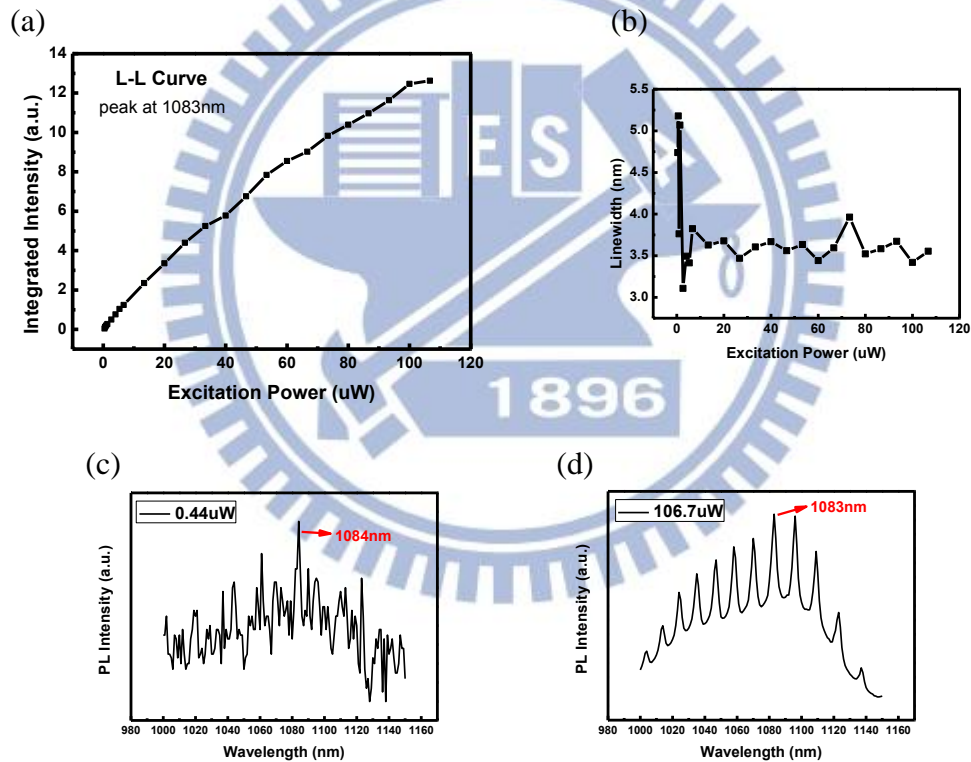 (a)
14
12
10
8
6
4
2
0
L-L Curve
peak at 1083nm
Integrated Intensity (a.u.)
0 20 40 60 80 100 120
Excitation Power (uW)
(b)
5.5
5.0
4.5
4.0
3.5
3.0
Linewidth (nm)
0 20 40 60 80 100 120
Excitation Power (uW)
ES
A
1896
(c)
0.44uW
1084nm
PL Intensity (a.u.)
980 1000 1020 1040 1060 1080 1100 1120 1140 1160
Wavelength (nm)
(d)
106.7uW
1083nm
PL Intensity (a.u.)
980 1000 1020 1040 1060 1080 1100 1120 1140 1160
Wavelength (nm)